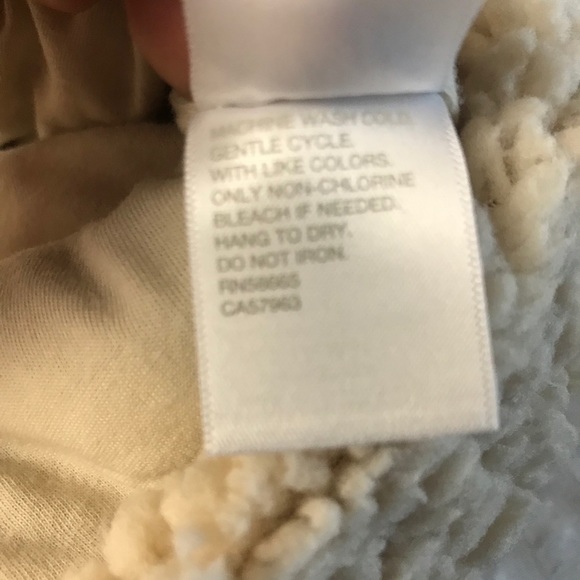 MACHINE WASH COLD,
GENTLE CYCLE.
WITH LIKE COLORS.
ONLY NON-CHLORINE
BLEACH IF NEEDED.
HANG TO DRY.
DO NOT IRON.
RN58665
CA57963